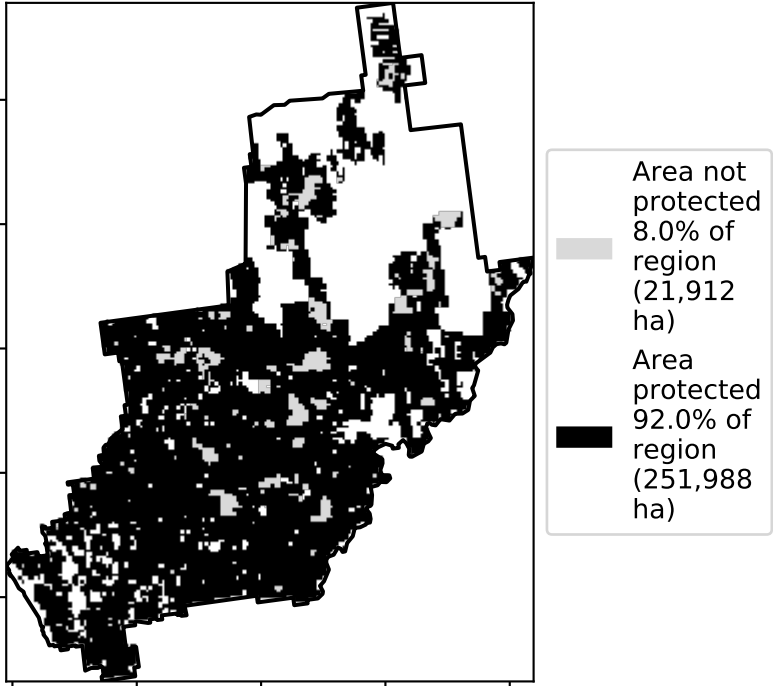 Area not
protected
8.0% of
region
(21,912
ha)
Area
protected
92.0% of
region
(251,988
ha)